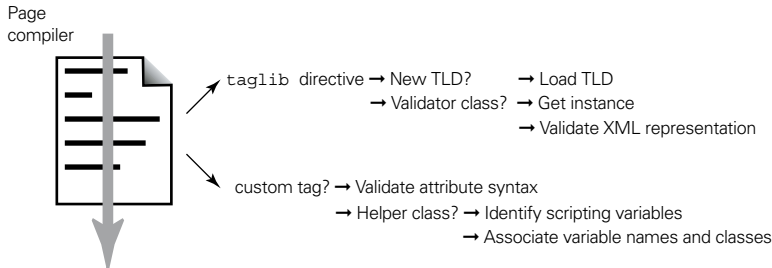 Page
compiler
taglib directive → New TLD? → Load TLD
→ Validator class? → Get instance
→ Validate XML representation
custom tag? → Validate attribute syntax
→ Helper class? → Identify scripting variables
→ Associate variable names and classes